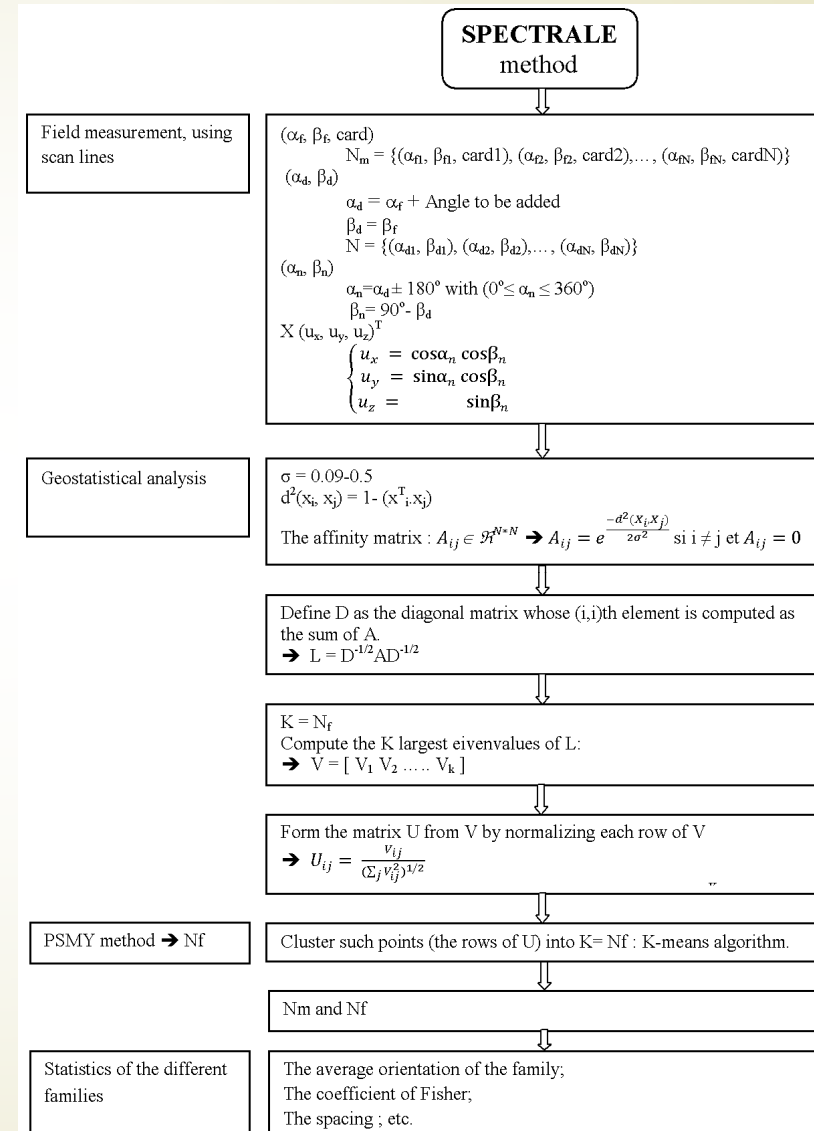 SPECTRALE
method
Field measurement, using
scan lines
(αf, βf, card)
Nm = {(αf1, βf1, card1), (αf2, βf2, card2),…, (αfN, βfN, cardN)}
(αd, βd)
αd = αf + Angle to be added
βd = βf
N = {(αd1, βd1), (αd2, βd2),…, (αdN, βdN)}
(αn, βn)
αn=αd ± 180° with (0°≤ αn ≤ 360°)
βn= 90°- βd
X (ux, uy, uz)^T
ux = cosαn cosβn
uy = sinαn cosβn
uz = sinβn
Geostatistical analysis
σ = 0.09-0.5
d²(xi, xj) = 1- (x^T i.xj)
The affinity matrix : Aij ∈ ℜ^N*N ➔ Aij = e^(-d²(Xi,Xj)/2σ²) si i ≠ j et Aij = 0
Define D as the diagonal matrix whose (i,i)th element is computed as
the sum of A.
➔ L = D^-1/2AD^-1/2
K = Nf
Compute the K largest eigenvalues of L:
➔ V = [ V1 V2 ….. Vk ]
Form the matrix U from V by normalizing each row of V
➔ Uij = Vij/(Σj Vij²)^1/2
PSMY method ➔ Nf
Cluster such points (the rows of U) into K= Nf : K-means algorithm.
Nm and Nf
Statistics of the different
families
The average orientation of the family;
The coefficient of Fisher;
The spacing ; etc.